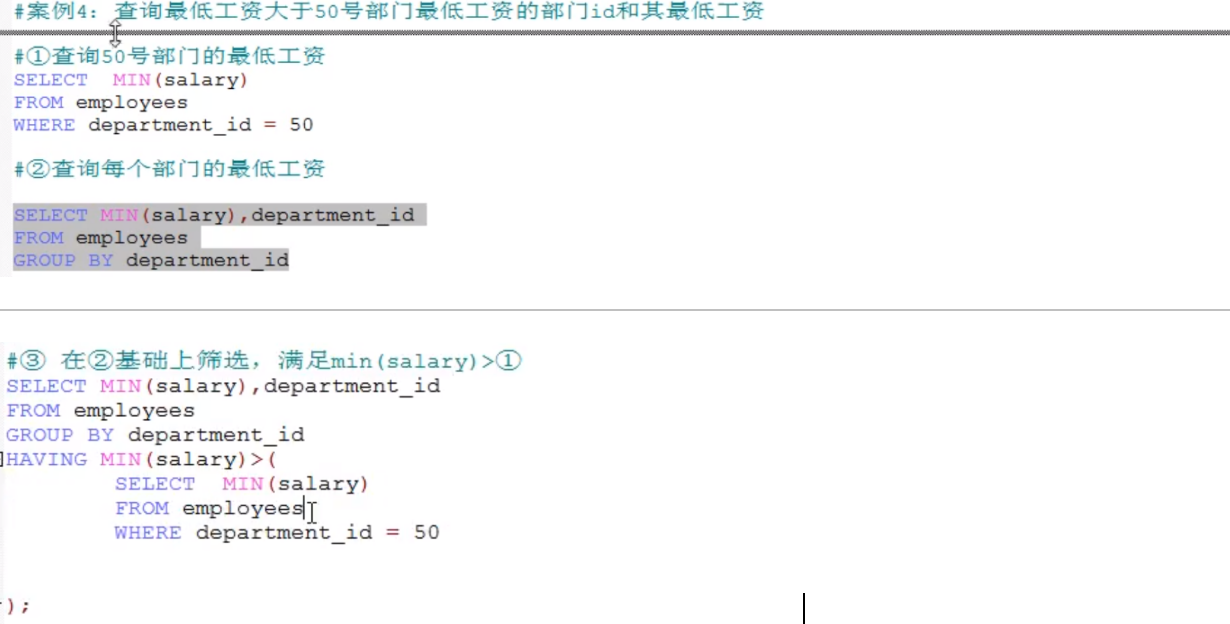 #案例4：查询最低工资大于50号部门最低工资的部门id和其最低工资
#①查询50号部门的最低工资
SELECT  MIN(salary)
FROM employees
WHERE department_id = 50
#②查询每个部门的最低工资
SELECT MIN(salary),department_id
FROM employees
GROUP BY department_id
#③ 在②基础上筛选，满足min(salary)>①
SELECT MIN(salary),department_id
FROM employees
GROUP BY department_id
HAVING MIN(salary)>(
SELECT  MIN(salary)
FROM employees
WHERE department_id = 50
);